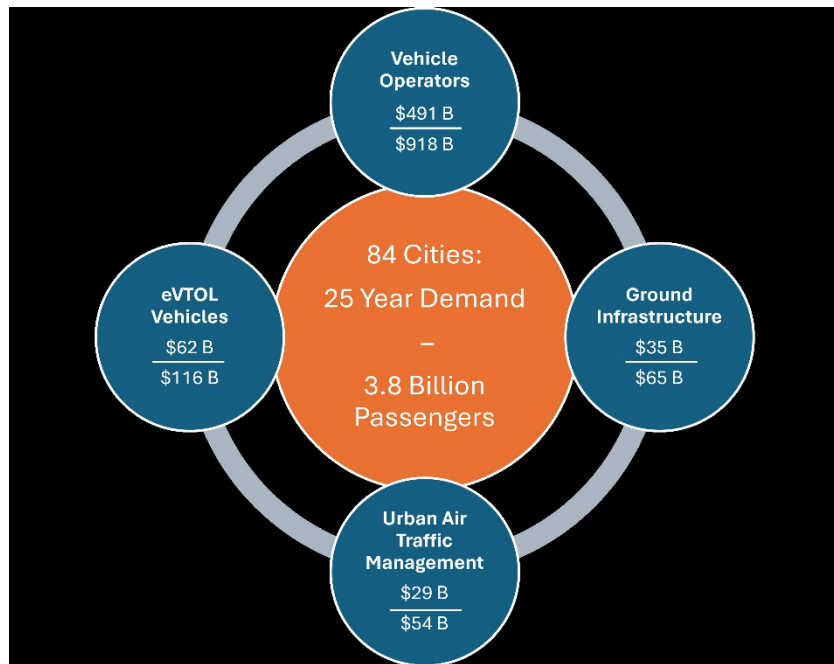 Vehicle
Operators
$491 B
$918 B
84 Cities:
25 Year Demand
–
3.8 Billion
Passengers
eVTOL
Vehicles
$62 B
$116 B
Ground
Infrastructure
$35 B
$65 B
Urban Air
Traffic
Management
$29 B
$54 B